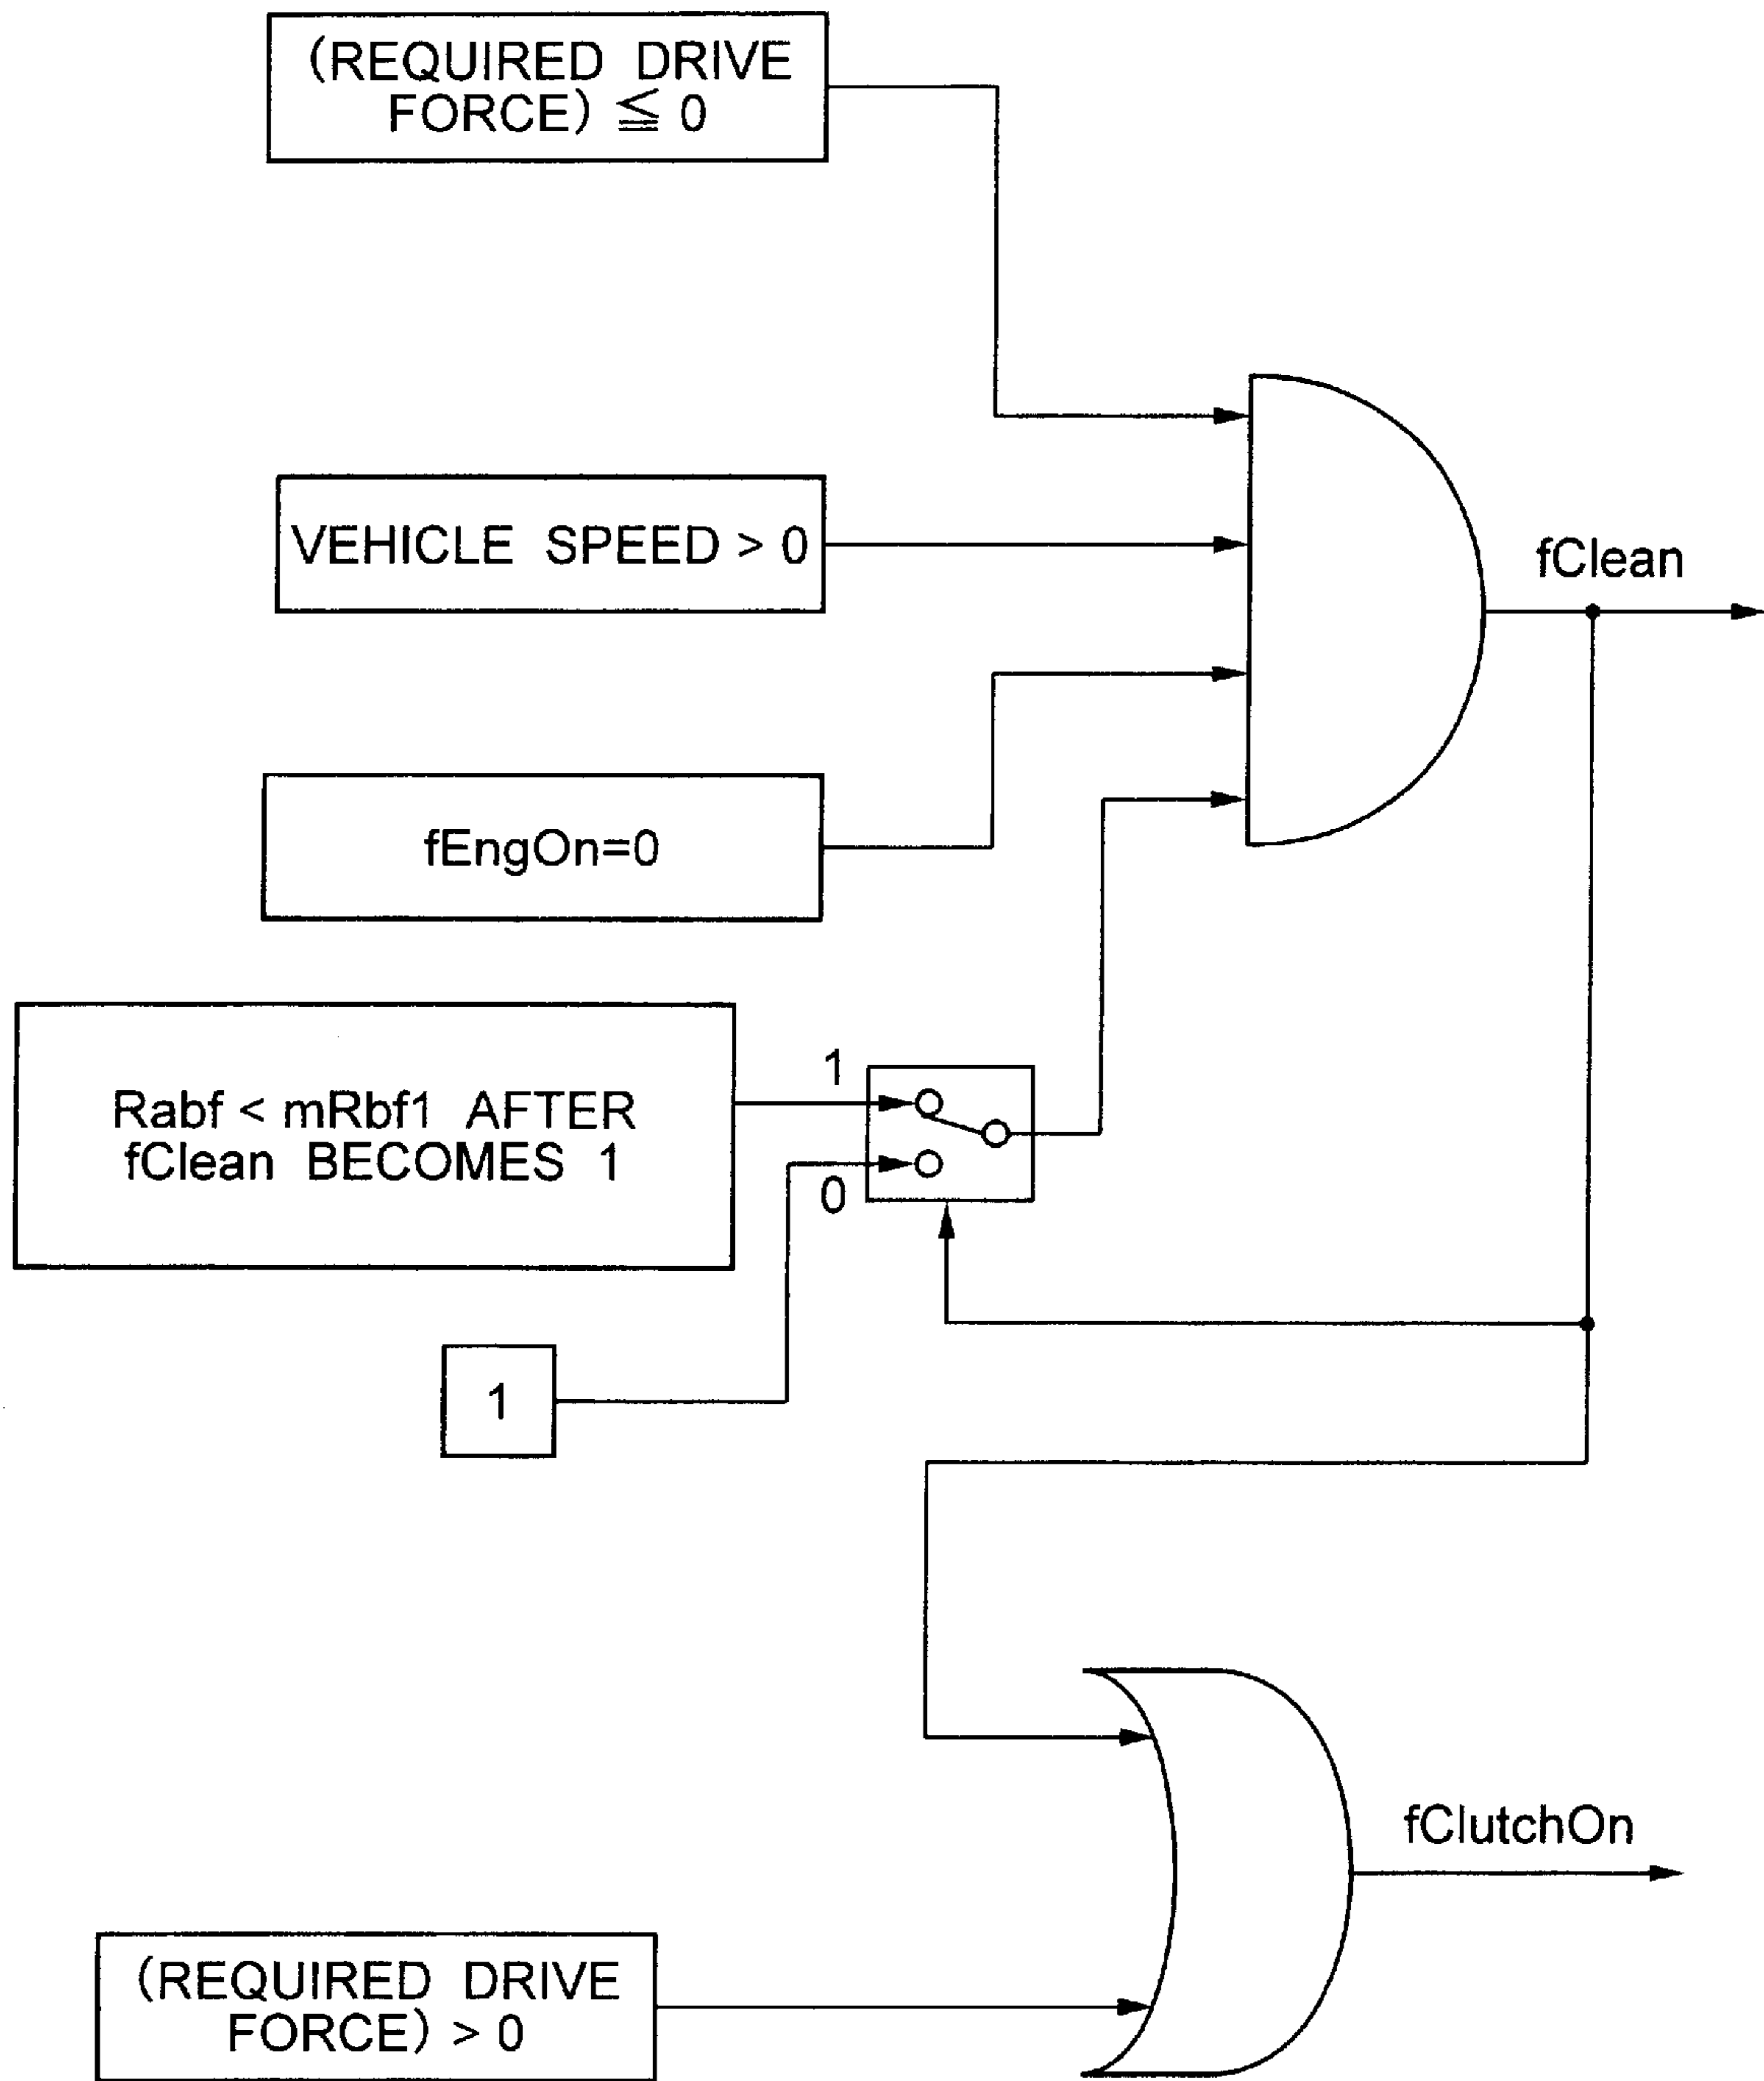 (REQUIRED DRIVE
FORCE) ≦ 0
VEHICLE SPEED > 0
fClean
fEngOn=0
Rabf < mRbf1 AFTER
fClean BECOMES 1
1
0
1
fClutchOn
(REQUIRED DRIVE
FORCE) > 0